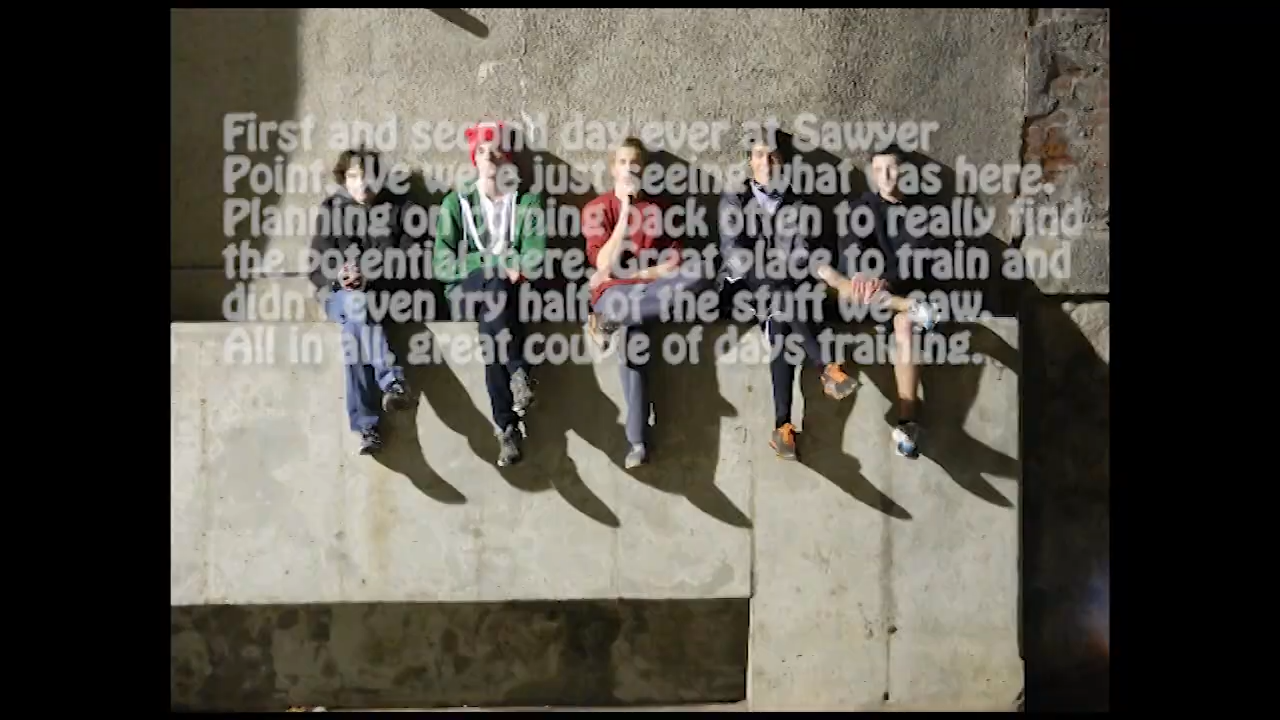 First and second day ever at Sawyer
Point. We were just seeing what was here.
Planning on coming back often to really find
the potential here. Great place to train and
didn't even try half of the stuff we saw.
All in all, great couple of days training.